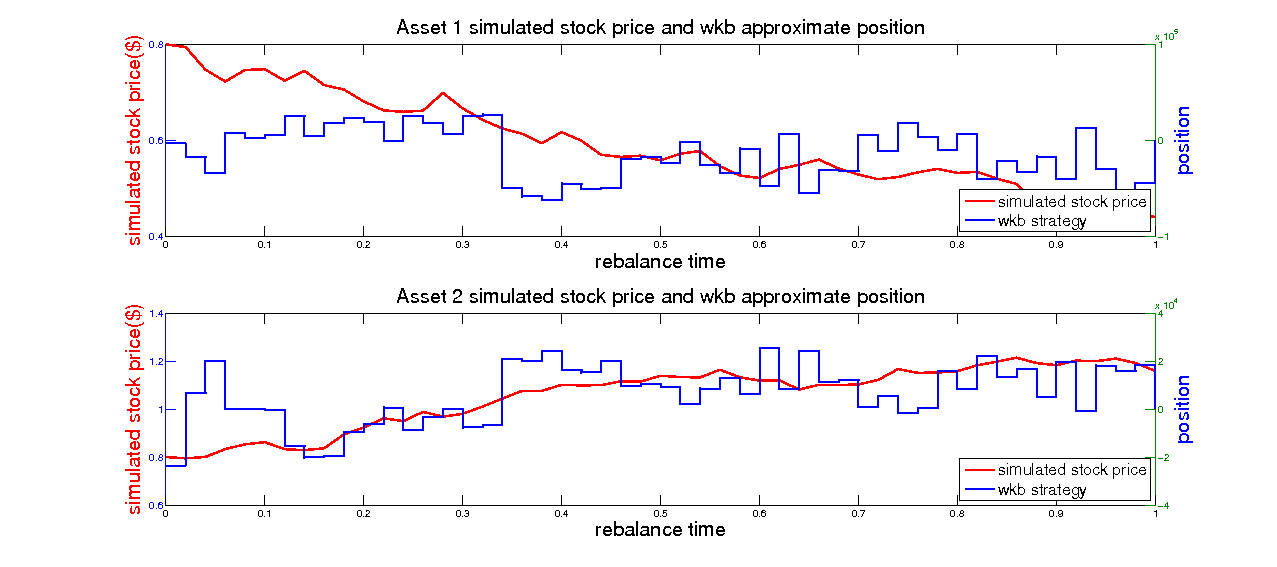 Asset 1 simulated stock price and wkb approximate position
x 10^5
simulated stock price($)
0.8
0.6
0.4
1
0
-1
position
simulated stock price
wkb strategy
0 0.1 0.2 0.3 0.4 0.5 0.6 0.7 0.8 0.9 1
rebalance time
Asset 2 simulated stock price and wkb approximate position
x 10^4
simulated stock price($)
1.4
1.2
1
0.8
0.6
4
2
0
-2
-4
position
simulated stock price
wkb strategy
0 0.1 0.2 0.3 0.4 0.5 0.6 0.7 0.8 0.9 1
rebalance time